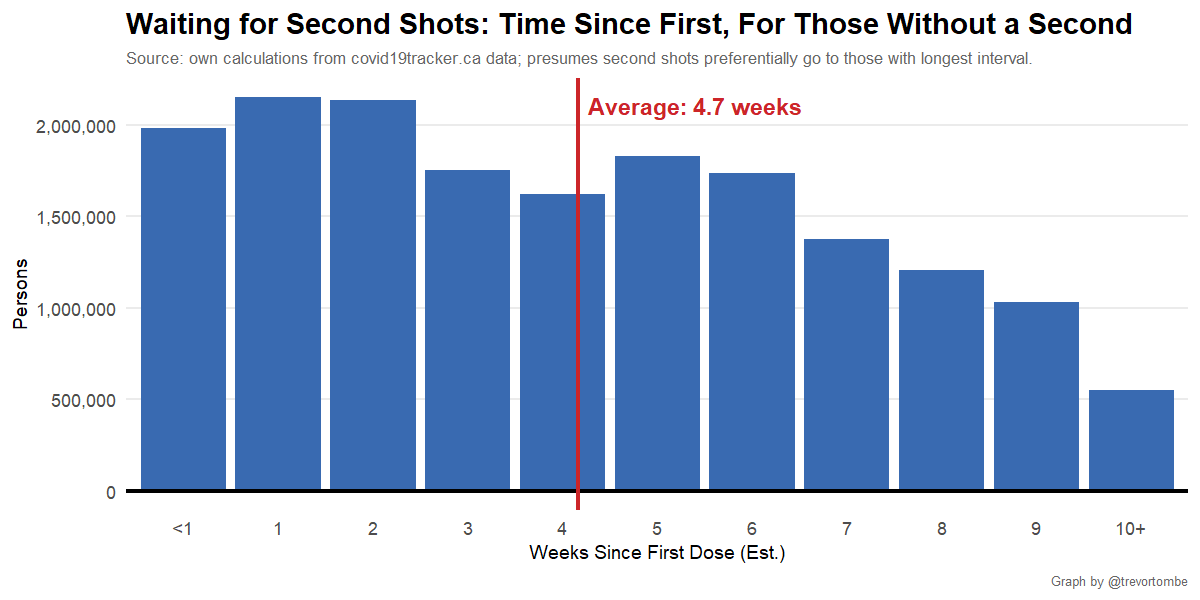 Waiting for Second Shots: Time Since First, For Those Without a Second
Source: own calculations from covid19tracker.ca data; presumes second shots preferentially go to those with longest interval.
Average: 4.7 weeks
Persons
2,000,000
1,500,000
1,000,000
500,000
0
<1 1 2 3 4 5 6 7 8 9 10+
Weeks Since First Dose (Est.)
Graph by @trevortombe